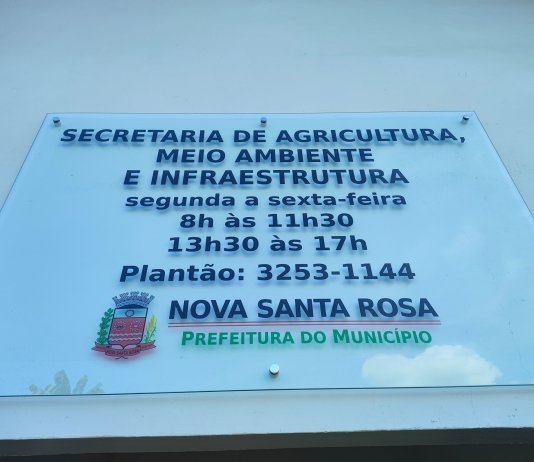 SECRETARIA DE AGRICULTURA,
MEIO AMBIENTE
E INFRAESTRUTURA
segunda a sexta-feira
8h às 11h30
13h30 às 17h
Plantão: 3253-1144
NOVA SANTA ROSA
PREFEITURA DO MUNICÍPIO